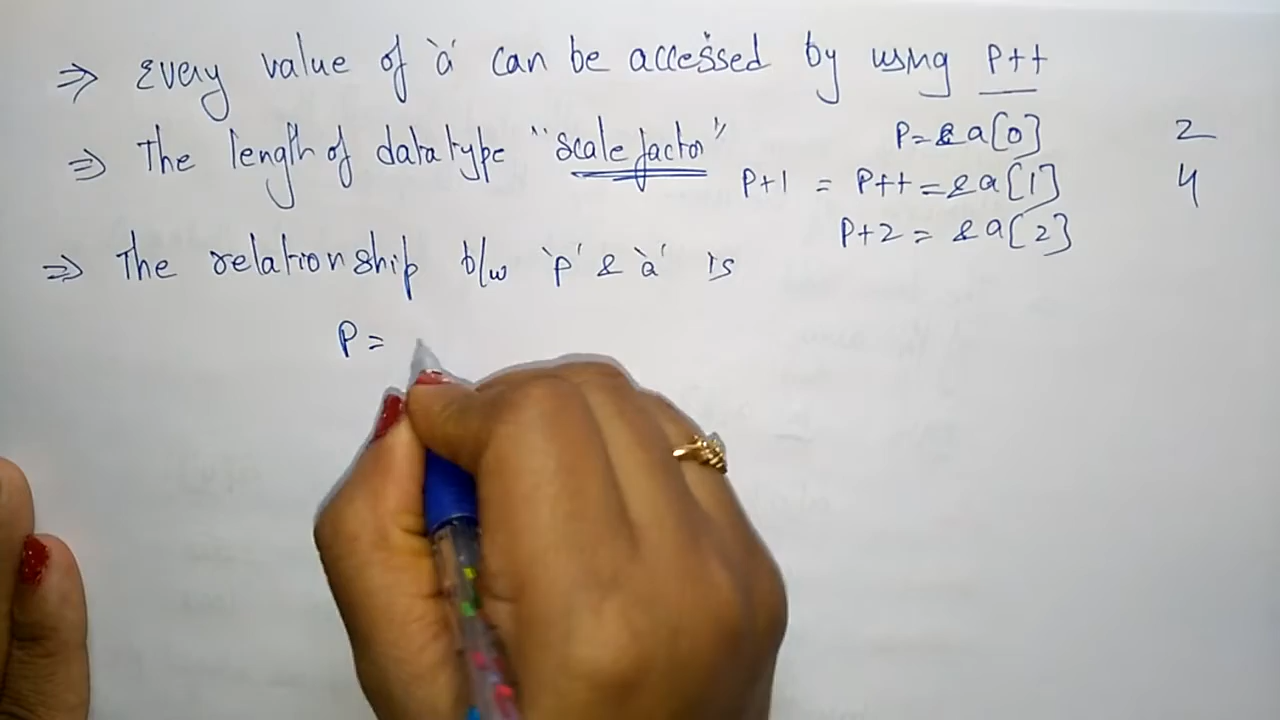 ⇒ Every value of `a' can be accessed by using P++
⇒ The length of datatype "scale factor"
P=&a[0] 2
P+1 = P++ = &a[1] 4
P+2 = &a[2]
⇒ The relationship b/w `p' & `a' is
P=